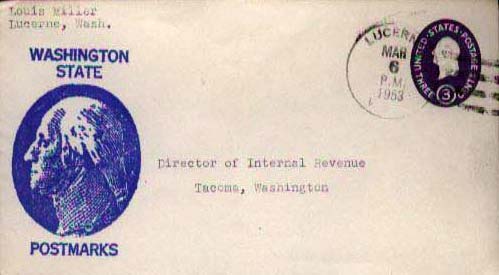 Louis Miller
Lucerne, Wash.
WASHINGTON
STATE
POSTMARKS
LUCERN
MAR
6
P.M.
1953
UNITED·STATES·POSTAGE
THREE CENTS
3
Director of Internal Revenue
Tacoma, Washington